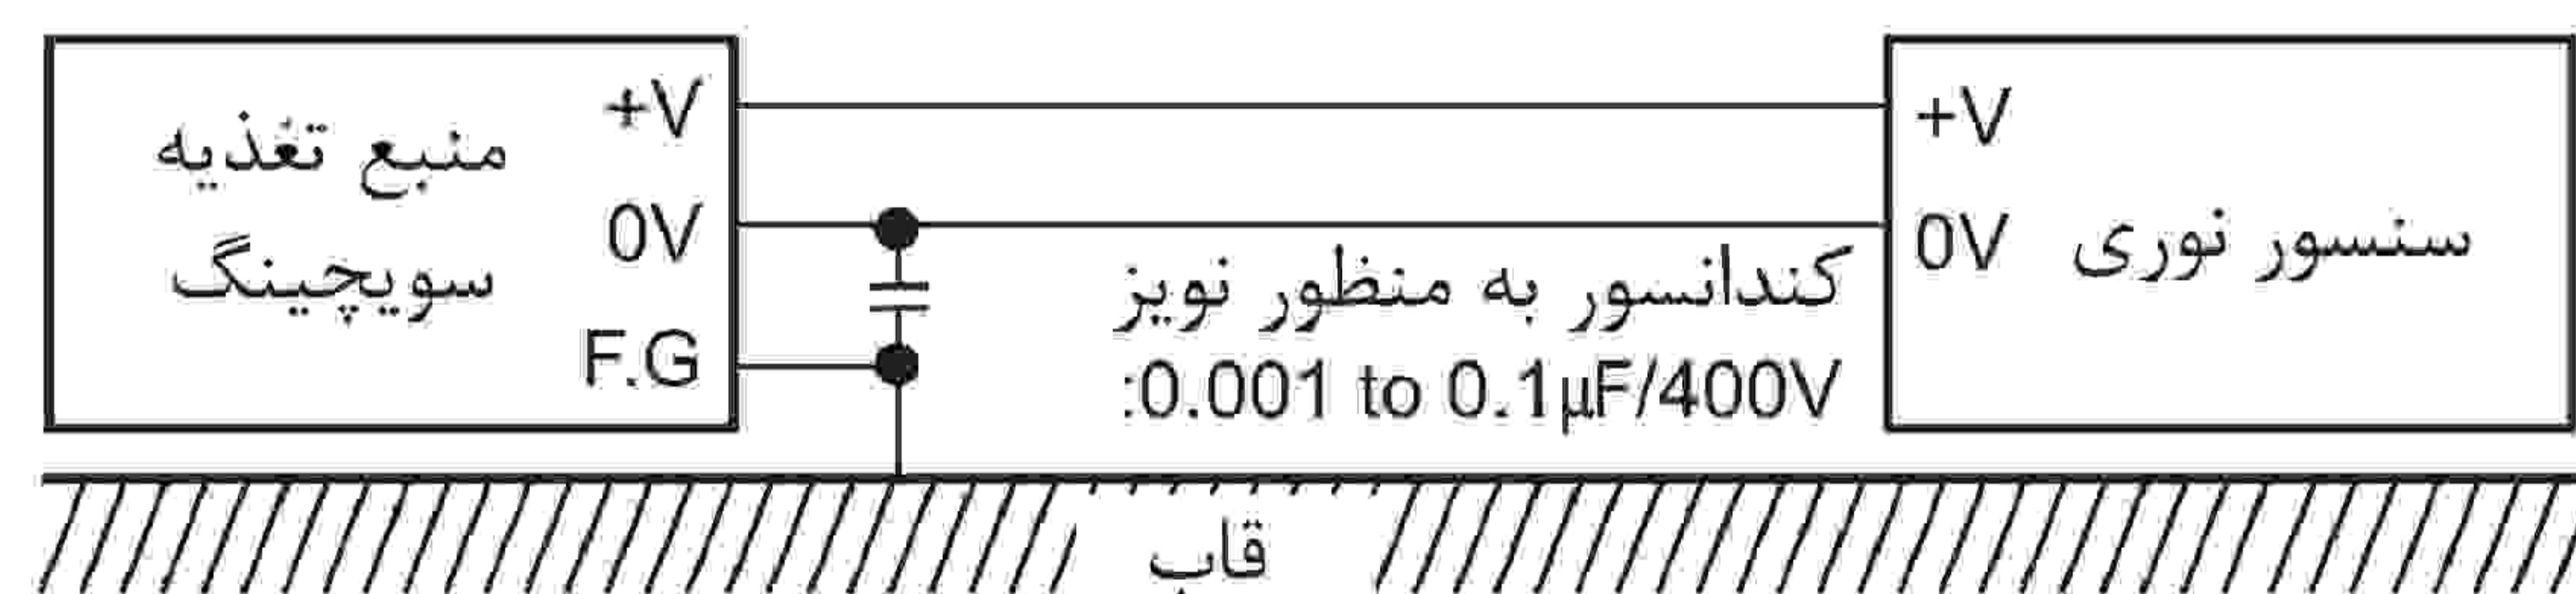 منبع تغذیه
سویچینگ
+V
0V
F.G
کندانسور به منظور نویز
:0.001 to 0.1µF/400V
+V
0V
سنسور نوری
قاب